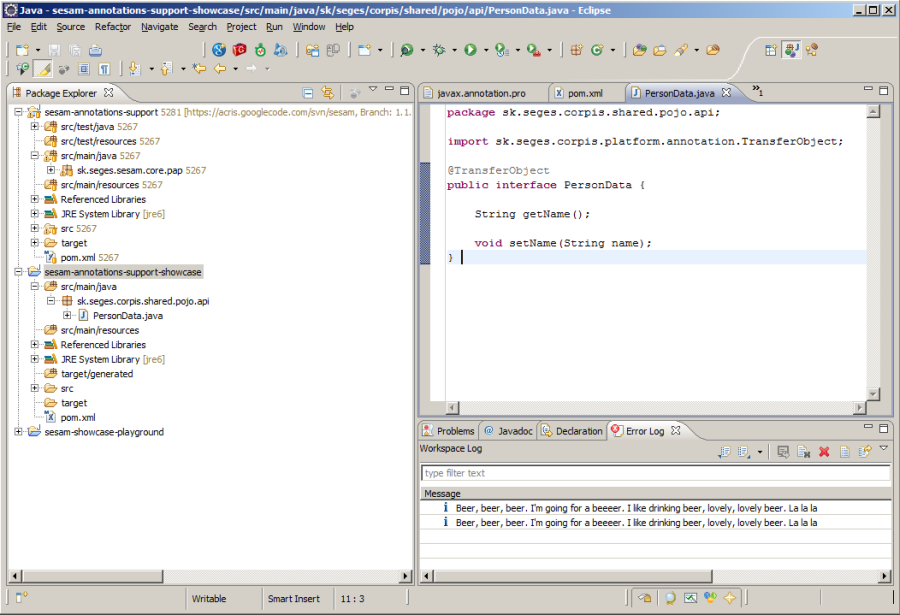 Java - sesam-annotations-support-showcase/src/main/java/sk/seges/corpis/shared/pojo/api/PersonData.java - Eclipse
File Edit Source Refactor Navigate Search Project Run Window Help
Package Explorer
sesam-annotations-support 5281 [https://acris.googlecode.com/svn/sesam, Branch: 1.1.
src/test/java 5267
src/test/resources 5267
src/main/java 5267
sk.seges.sesam.core.pap 5267
src/main/resources 5267
Referenced Libraries
JRE System Library [jre6]
src 5267
target
pom.xml 5267
sesam-annotations-support-showcase
src/main/java
sk.seges.corpis.shared.pojo.api
PersonData.java
src/main/resources
Referenced Libraries
JRE System Library [jre6]
target/generated
src
target
pom.xml
sesam-showcase-playground
javax.annotation.pro pom.xml PersonData.java »1
package sk.seges.corpis.shared.pojo.api;
import sk.seges.corpis.platform.annotation.TransferObject;
@TransferObject
public interface PersonData {
String getName();
void setName(String name);
}
Problems @ Javadoc Declaration Error Log
Workspace Log
type filter text
Message
Beer, beer, beer. I'm going for a beeeer. I like drinking beer, lovely, lovely beer. La la la
Beer, beer, beer. I'm going for a beeeer. I like drinking beer, lovely, lovely beer. La la la
Writable Smart Insert 11 : 3